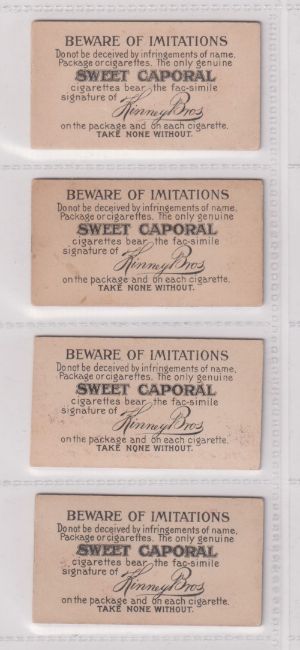 BEWARE OF IMITATIONS
Do not be deceived by infringements of name,
Package or cigarettes. The only genuine
SWEET CAPORAL
cigarettes bear the fac-simile
signature of Kinney Bros
on the package and on each cigarette.
TAKE NONE WITHOUT.
BEWARE OF IMITATIONS
Do not be deceived by infringements of name,
Package or cigarettes. The only genuine
SWEET CAPORAL
cigarettes bear the fac-simile
signature of Kinney Bros
on the package and on each cigarette.
TAKE NONE WITHOUT.
BEWARE OF IMITATIONS
Do not be deceived by infringements of name,
Package or cigarettes. The only genuine
SWEET CAPORAL
cigarettes bear the fac-simile
signature of Kinney Bros
on the package and on each cigarette.
TAKE NONE WITHOUT.
BEWARE OF IMITATIONS
Do not be deceived by infringements of name,
Package or cigarettes. The only genuine
SWEET CAPORAL
cigarettes bear the fac-simile
signature of Kinney Bros
on the package and on each cigarette.
TAKE NONE WITHOUT.